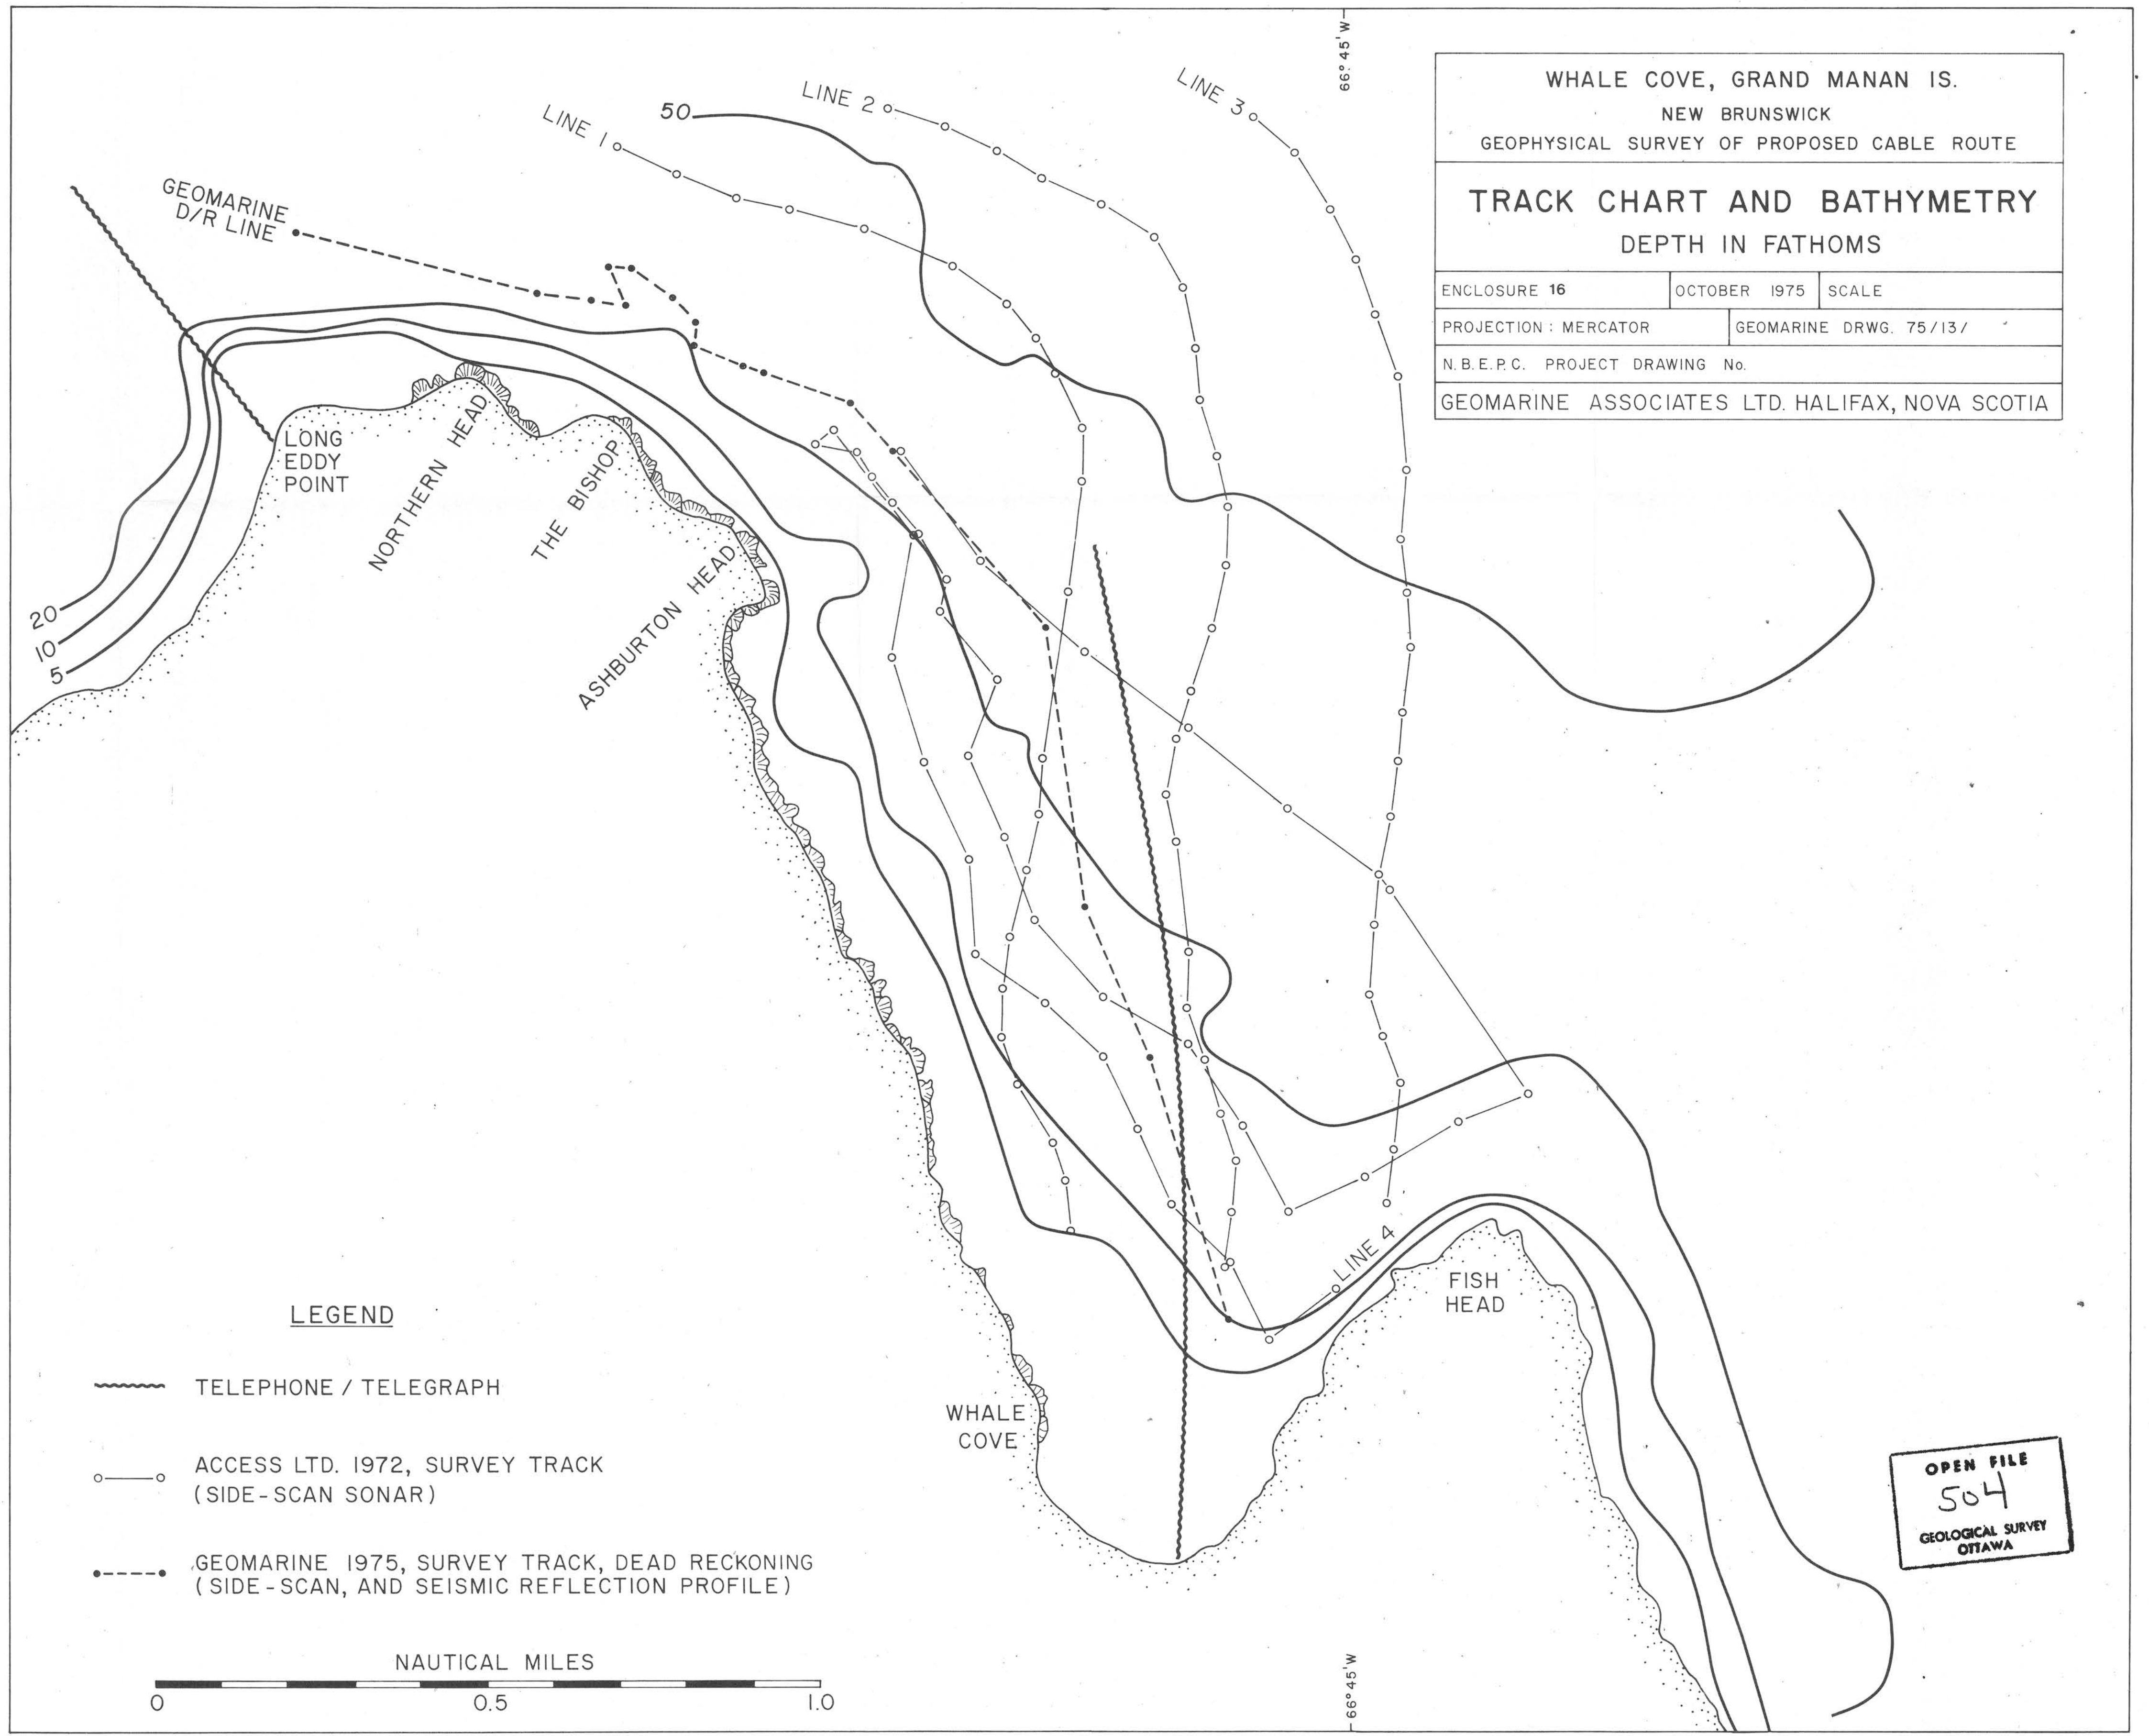 66°45'W
WHALE COVE, GRAND MANAN IS.
NEW BRUNSWICK
GEOPHYSICAL SURVEY OF PROPOSED CABLE ROUTE
TRACK CHART AND BATHYMETRY
DEPTH IN FATHOMS
ENCLOSURE 16
OCTOBER 1975
SCALE
PROJECTION: MERCATOR
GEOMARINE DRWG. 75/13/
N.B.E.P.C. PROJECT DRAWING No.
GEOMARINE ASSOCIATES LTD. HALIFAX, NOVA SCOTIA
LINE 1
50
LINE 2
LINE 3
GEOMARINE
D/R LINE
LONG
EDDY
POINT
NORTHERN HEAD
THE BISHOP
ASHBURTON HEAD
20
10
5
LINE 4
FISH
HEAD
WHALE
COVE
LEGEND
TELEPHONE / TELEGRAPH
ACCESS LTD. 1972, SURVEY TRACK
(SIDE-SCAN SONAR)
GEOMARINE 1975, SURVEY TRACK, DEAD RECKONING
(SIDE-SCAN, AND SEISMIC REFLECTION PROFILE)
NAUTICAL MILES
0 0.5 1.0
66°45'W
OPEN FILE
504
GEOLOGICAL SURVEY
OTTAWA